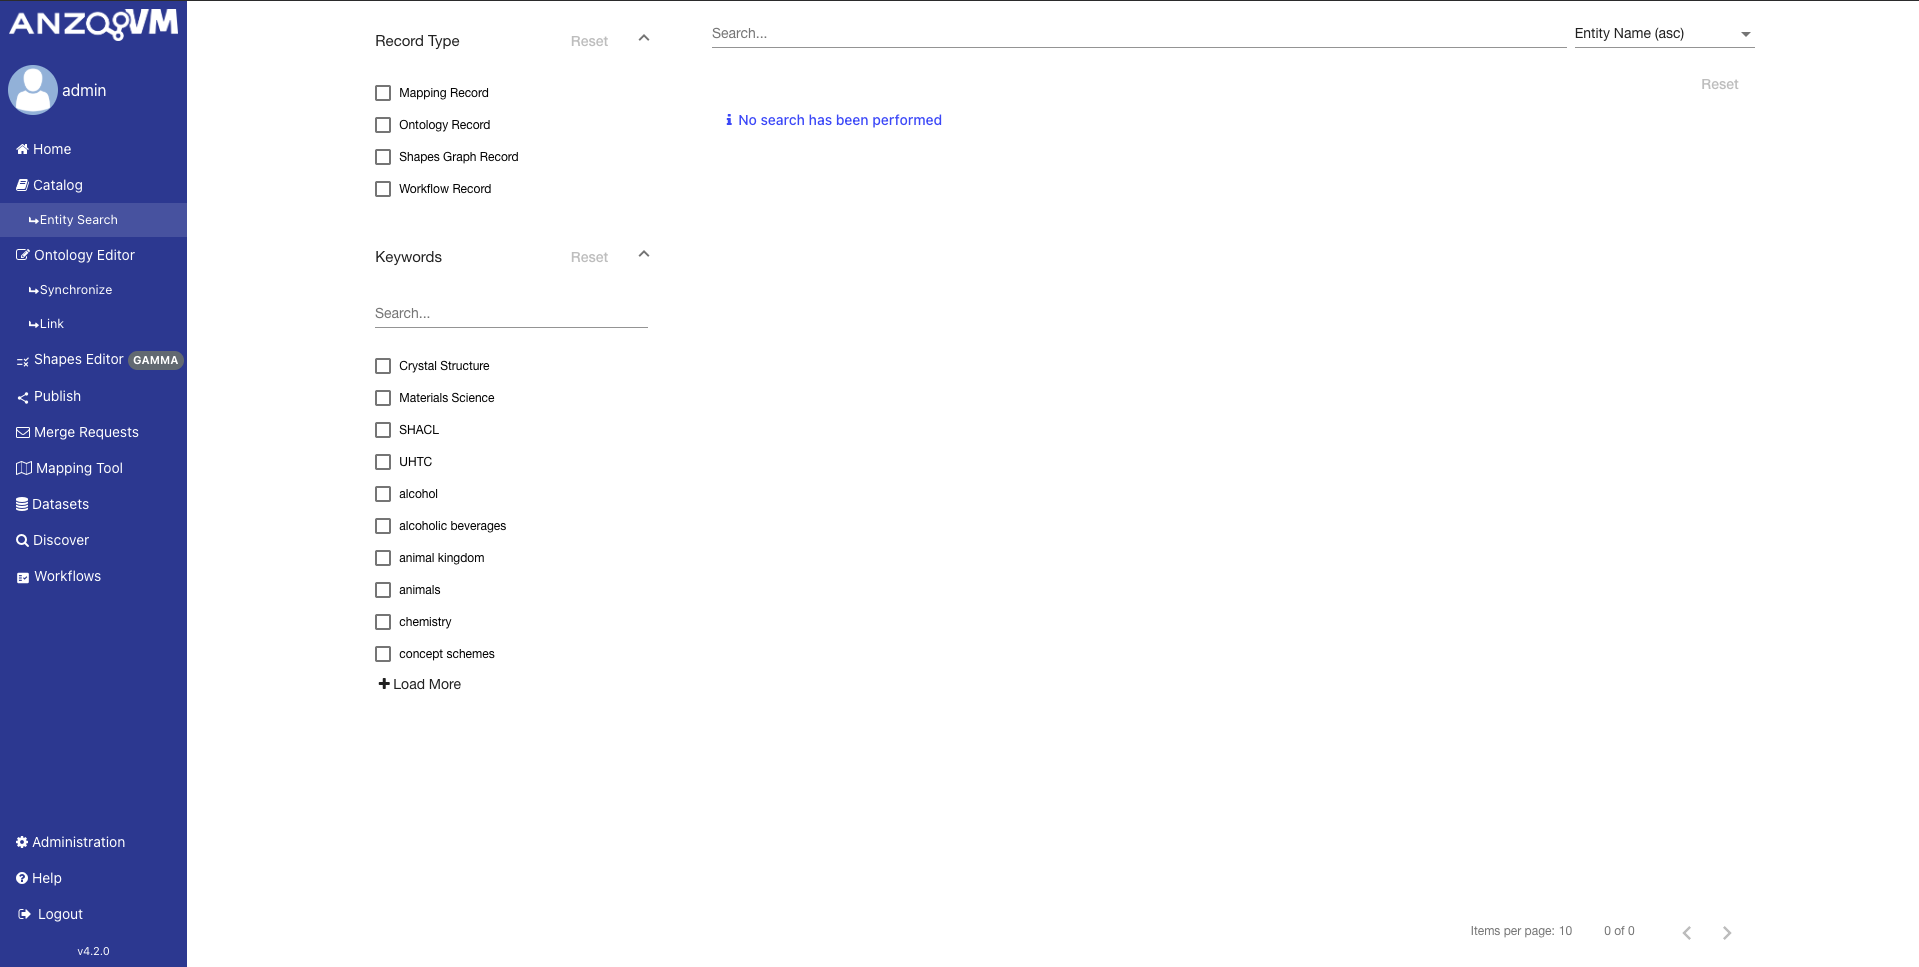 ANZOOVM
admin
Home
Catalog
Entity Search
Ontology Editor
Synchronize
Link
Shapes Editor GAMMA
Publish
Merge Requests
Mapping Tool
Datasets
Discover
Workflows
Administration
Help
Logout
v4.2.0
Record Type Reset
Mapping Record
Ontology Record
Shapes Graph Record
Workflow Record
Keywords Reset
Search...
Crystal Structure
Materials Science
SHACL
UHTC
alcohol
alcoholic beverages
animal kingdom
animals
chemistry
concept schemes
Load More
Search... Entity Name (asc)
Reset
No search has been performed
Items per page: 10 0 of 0